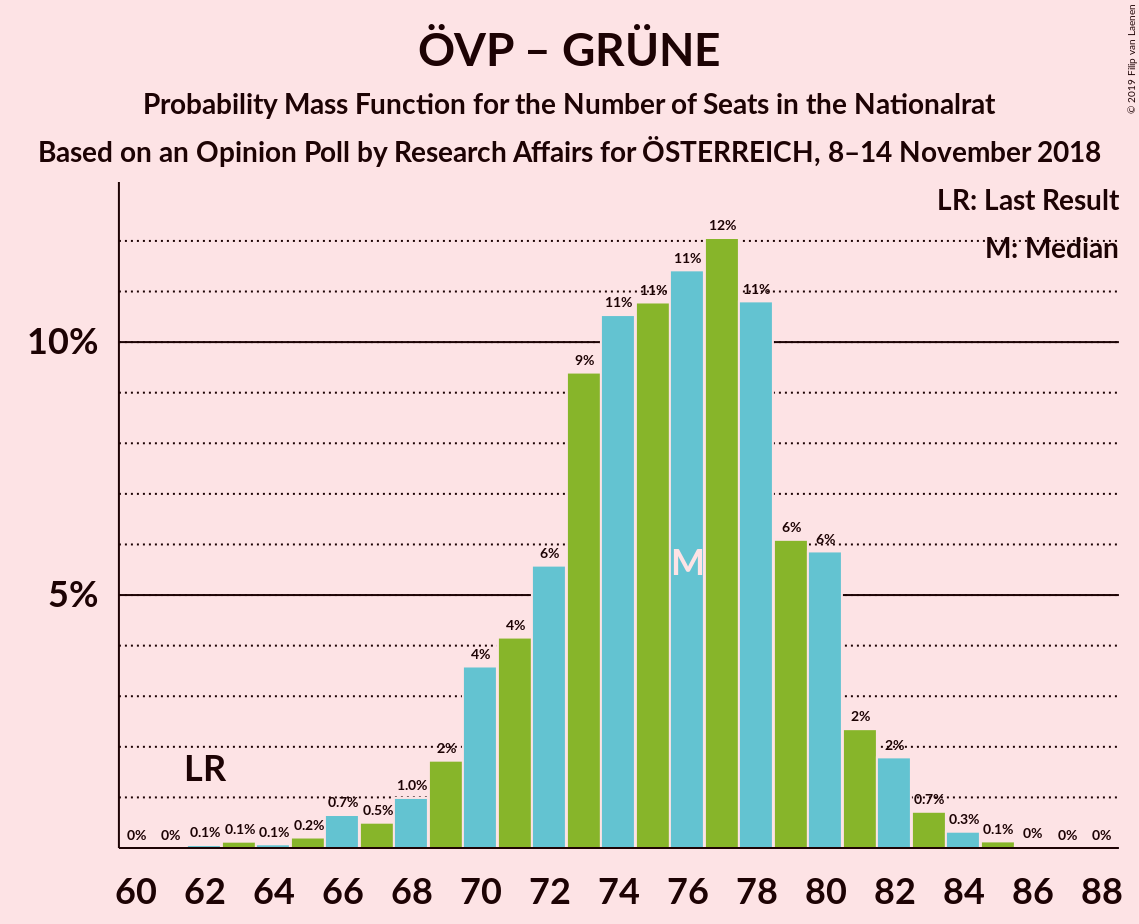 ÖVP – GRÜNE
Probability Mass Function for the Number of Seats in the Nationalrat
Based on an Opinion Poll by Research Affairs for ÖSTERREICH, 8–14 November 2018
© 2019 Filip van Laenen
LR: Last Result
M: Median
10%
5%
0% 0% 0.1% 0.1% 0.1% 0.2% 0.7% 0.5% 1.0% 2% 4% 4% 6% 9% 11% 11% 11% 12% 11% 6% 6% 2% 2% 0.7% 0.3% 0.1% 0% 0% 0%
LR
M
60 62 64 66 68 70 72 74 76 78 80 82 84 86 88